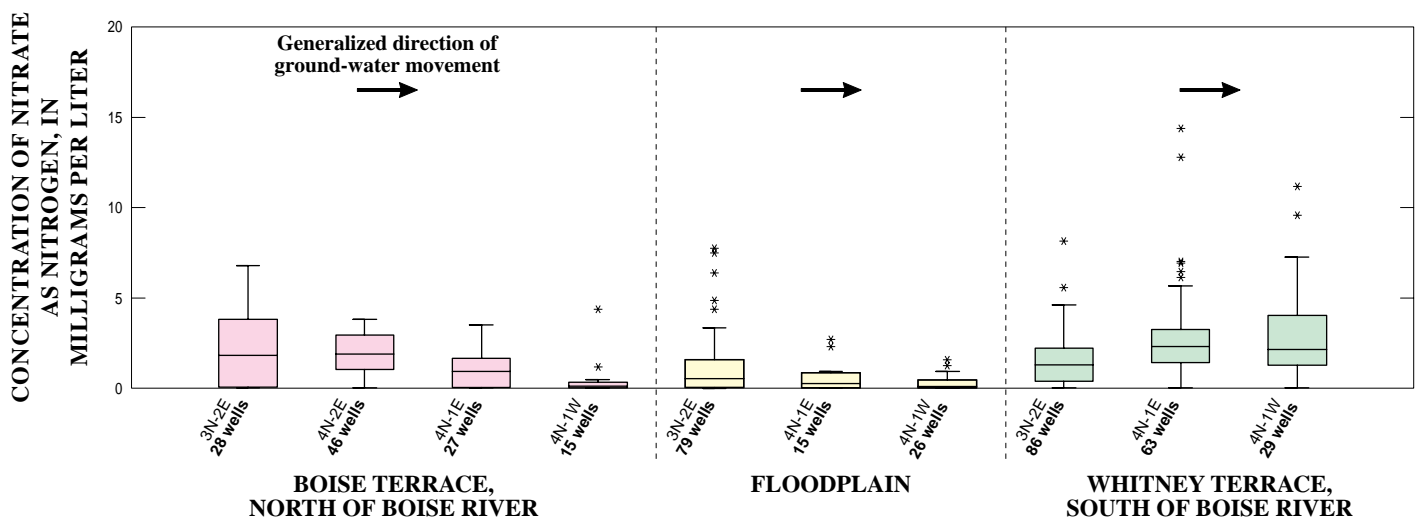 CONCENTRATION OF NITRATE
AS NITROGEN, IN
MILLIGRAMS PER LITER
20
15
10
5
0
Generalized direction of
ground-water movement
3N-2E
28 wells
4N-2E
46 wells
4N-1E
27 wells
4N-1W
15 wells
3N-2E
79 wells
4N-1E
15 wells
4N-1W
26 wells
3N-2E
86 wells
4N-1E
63 wells
4N-1W
29 wells
BOISE TERRACE,
NORTH OF BOISE RIVER
FLOODPLAIN
WHITNEY TERRACE,
SOUTH OF BOISE RIVER